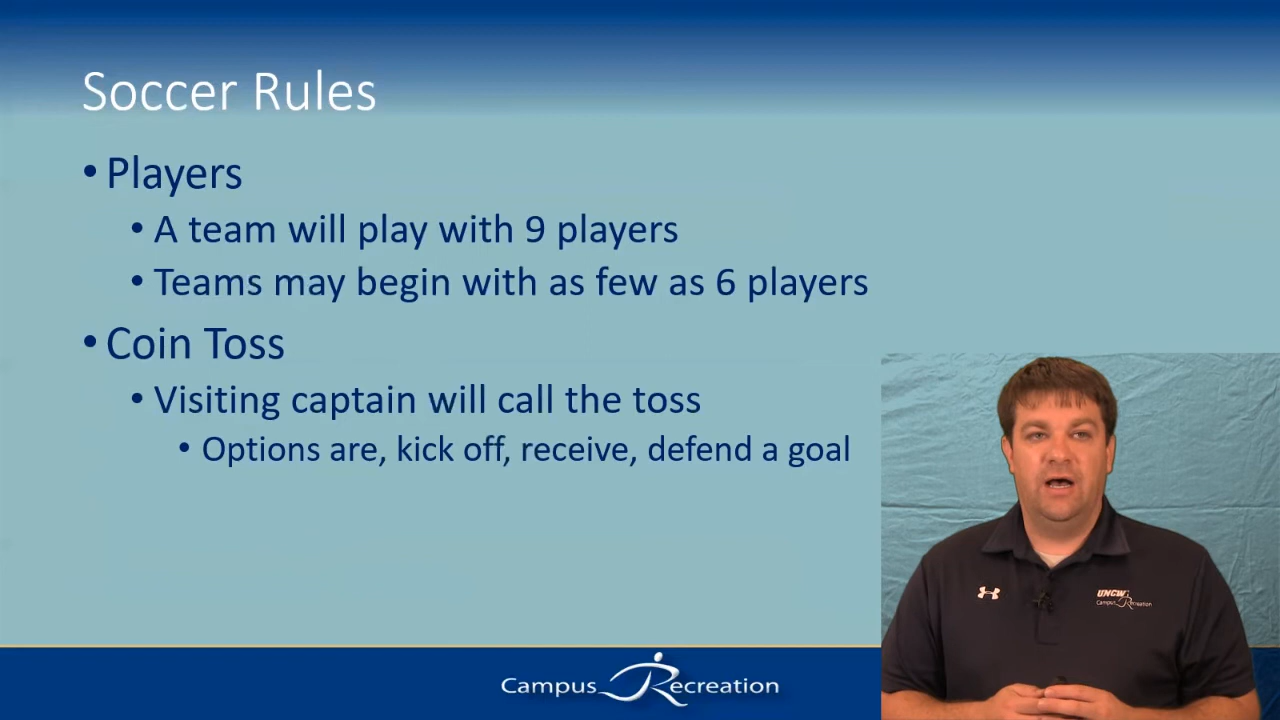 Soccer Rules
• Players
• A team will play with 9 players
• Teams may begin with as few as 6 players
• Coin Toss
• Visiting captain will call the toss
• Options are, kick off, receive, defend a goal
UNCW
Campus Recreation
Campus Recreation